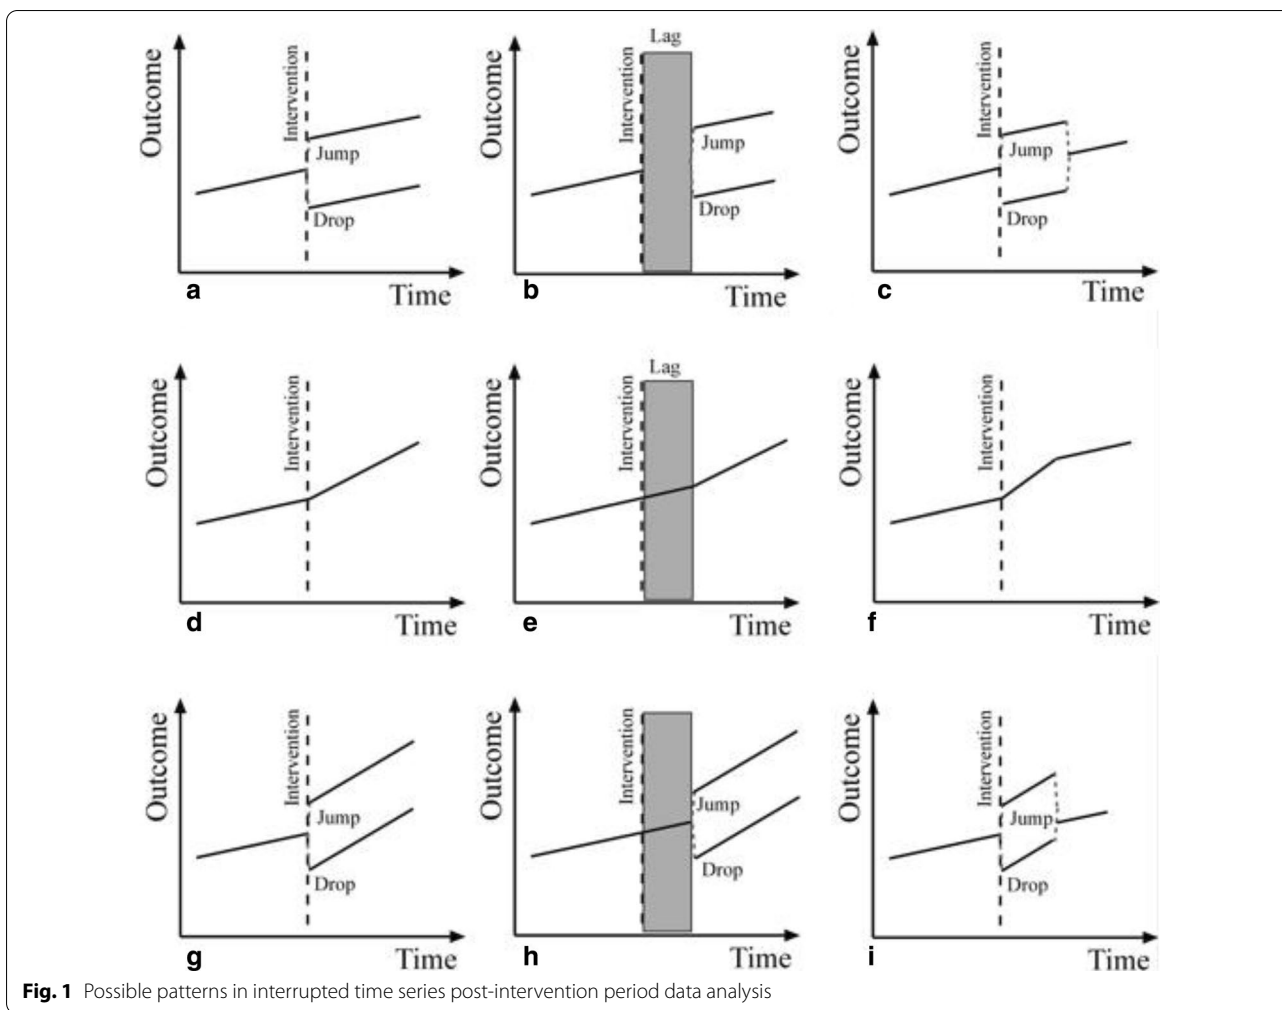 Outcome
Intervention
Jump
Drop
Time
a
Lag
Outcome
Intervention
Jump
Drop
Time
b
Outcome
Intervention
Jump
Drop
Time
c
Outcome
Intervention
Time
d
Lag
Outcome
Intervention
Time
e
Outcome
Intervention
Time
f
Outcome
Intervention
Jump
Drop
Time
g
Outcome
Intervention
Jump
Drop
Time
h
Outcome
Intervention
Jump
Drop
Time
i
Fig. 1 Possible patterns in interrupted time series post-intervention period data analysis